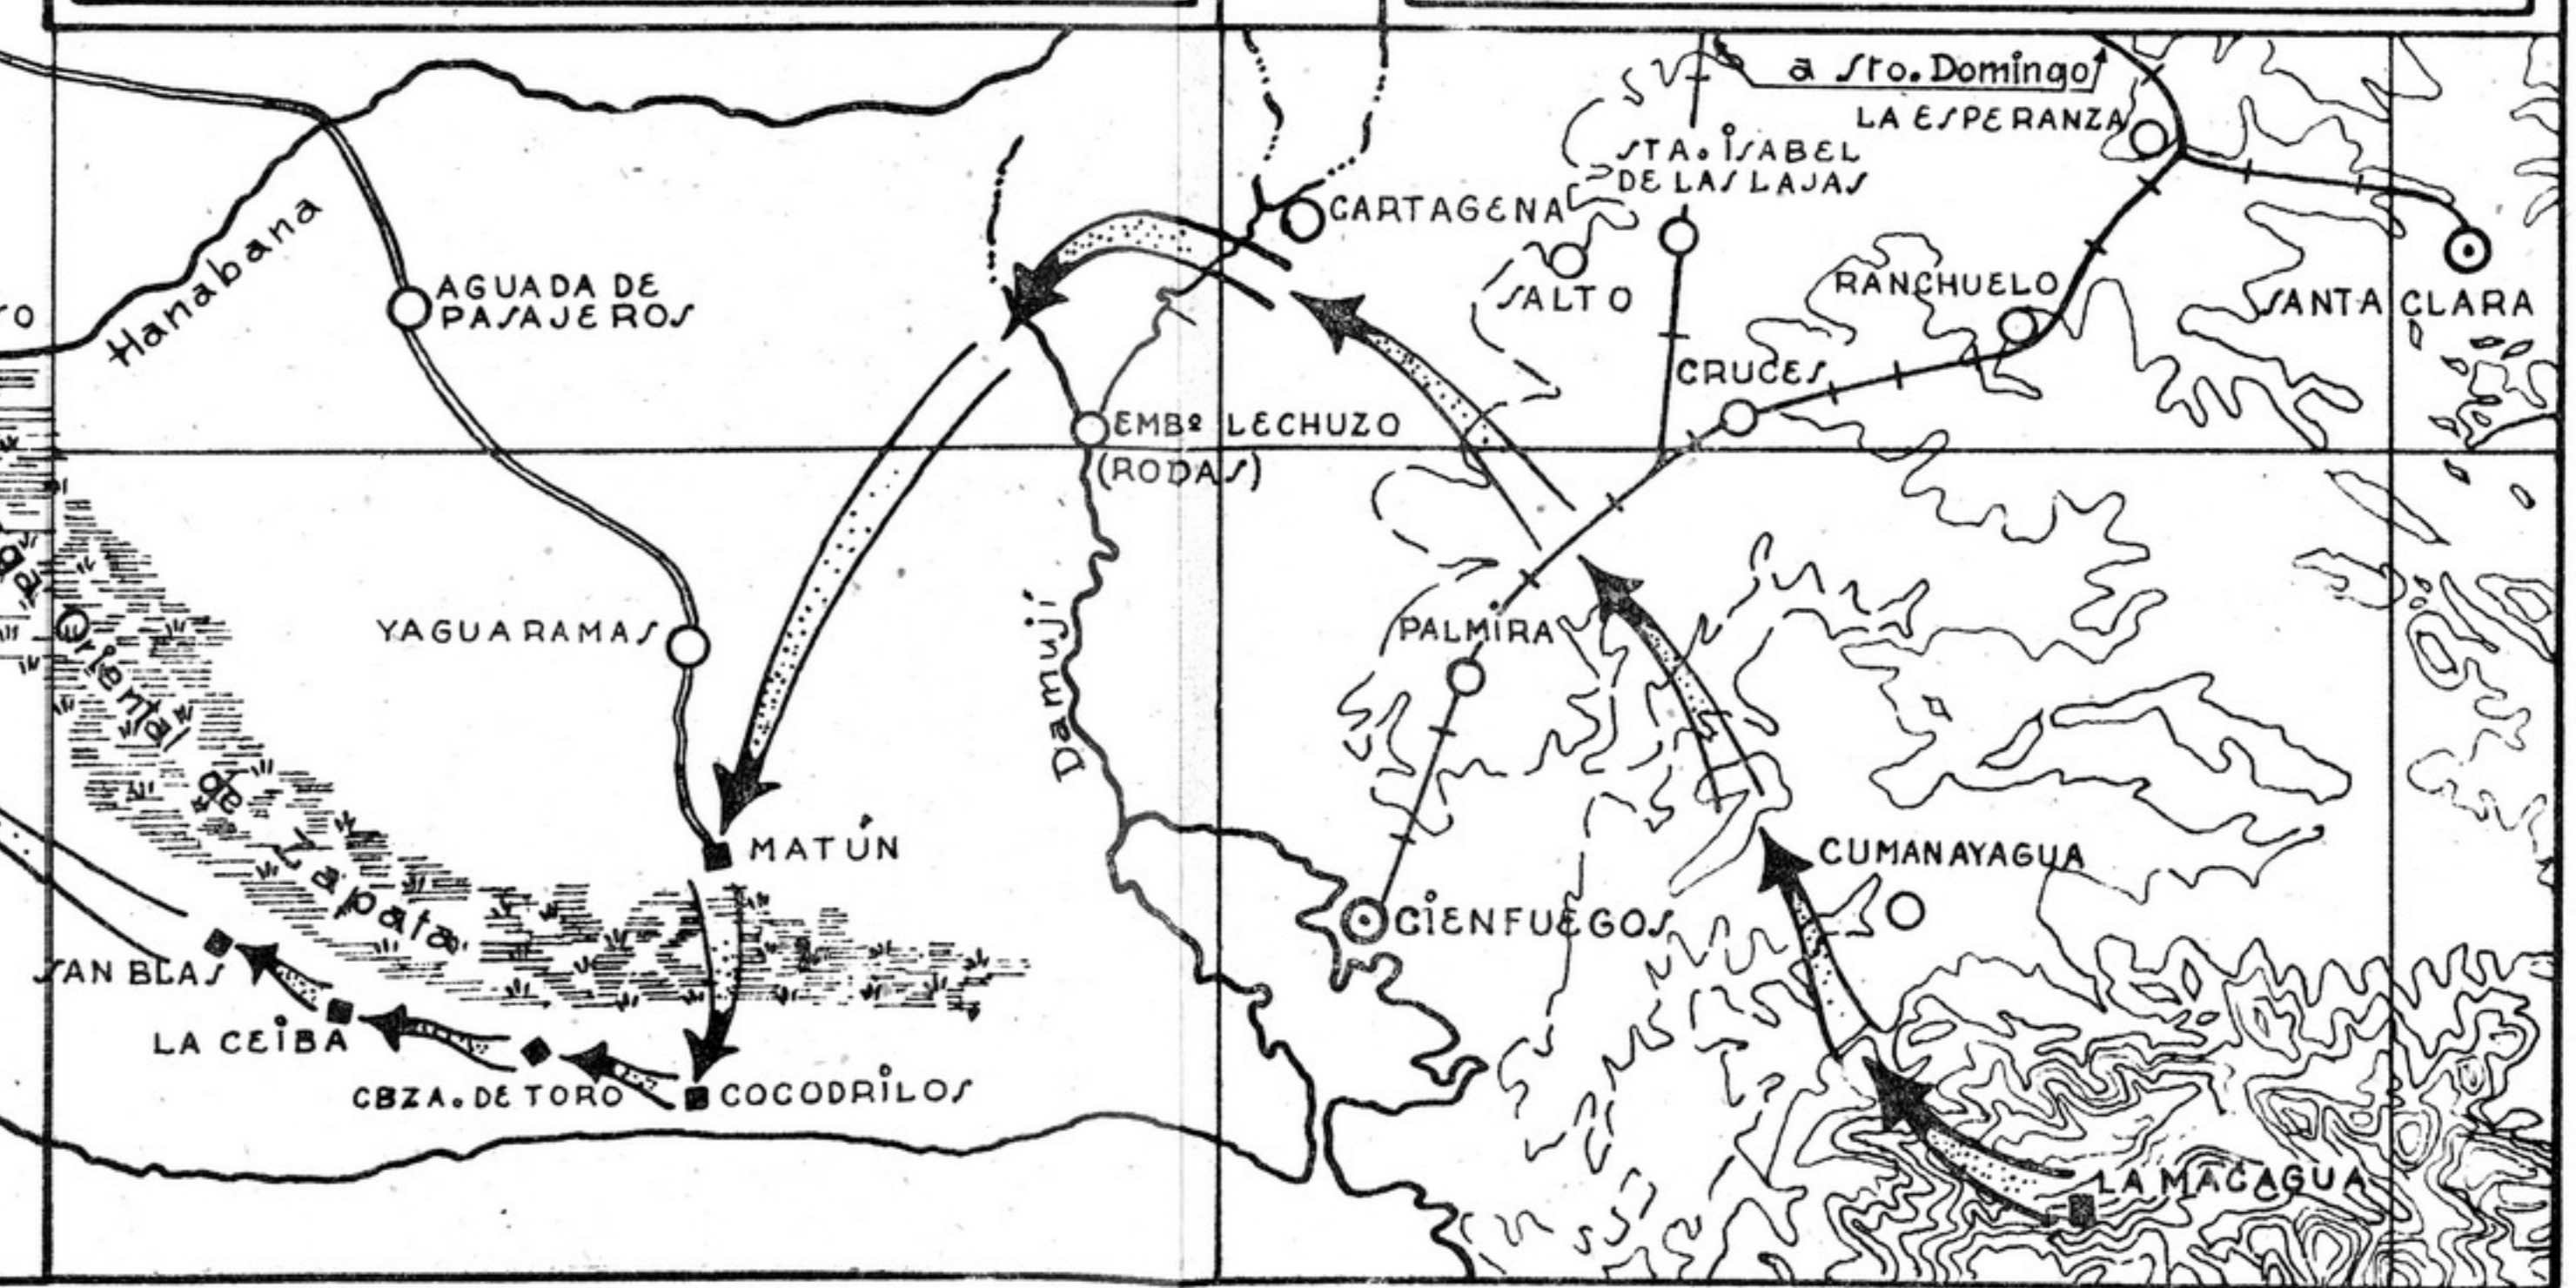 a Sto. Domingo
LA ESPERANZA
STA. ISABEL
DE LAS LAJAS
CARTAGENA
Hanabana
AGUADA DE
PASAJEROS
SALTO
RANCHUELO
SANTA CLARA
ro
CRUCES
EMBº LECHUZO
(RODAS)
YAGUARAMAS
PALMIRA
Damují
Oriental
de Zapata
MATÚN
CUMANAYAGUA
CIENFUEGOS
SAN BLAS
LA CEIBA
CBZA. DE TORO
COCODRILOS
LA MACAGUA